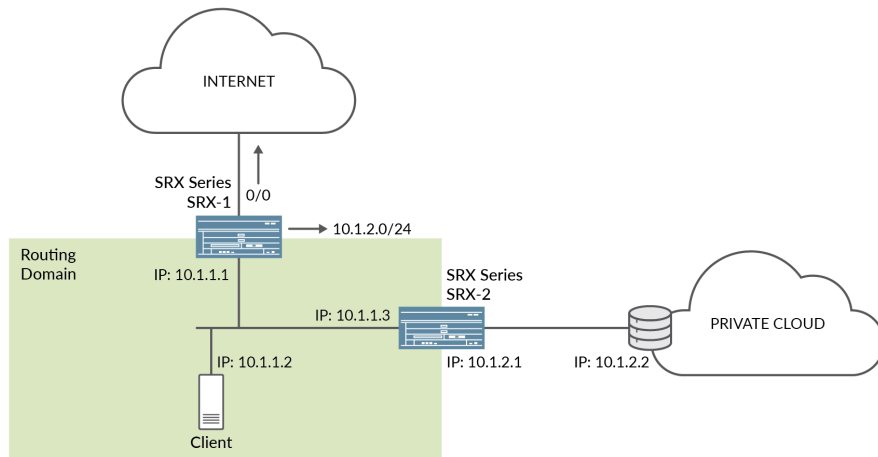 INTERNET
SRX Series
SRX-1
0/0
10.1.2.0/24
Routing
Domain
IP: 10.1.1.1
SRX Series
SRX-2
IP: 10.1.1.3
PRIVATE CLOUD
IP: 10.1.1.2
IP: 10.1.2.1
IP: 10.1.2.2
Client